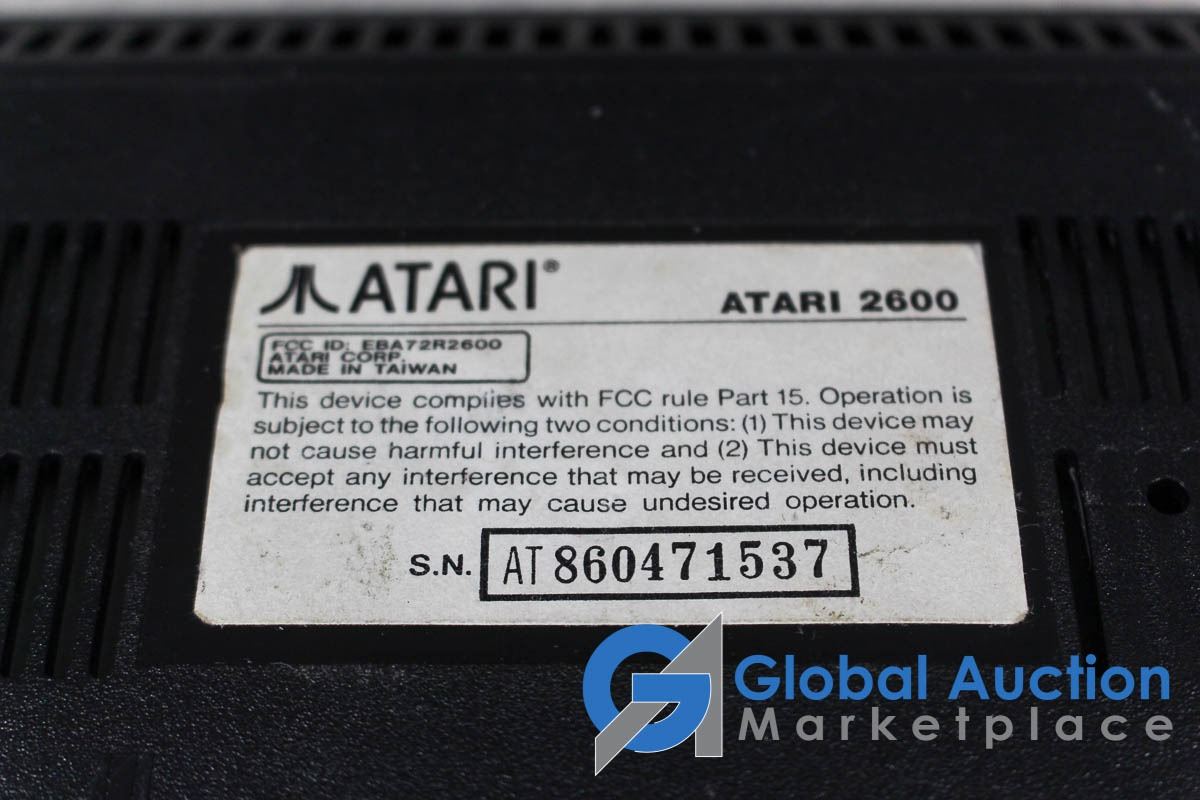 ATARI®
ATARI 2600
FCC ID: EBA72R2600
ATARI CORP.
MADE IN TAIWAN
This device complies with FCC rule Part 15. Operation is
subject to the following two conditions: (1) This device may
not cause harmful interference and (2) This device must
accept any interference that may be received, including
interference that may cause undesired operation.
S.N. AT 860471537
Global Auction
Marketplace